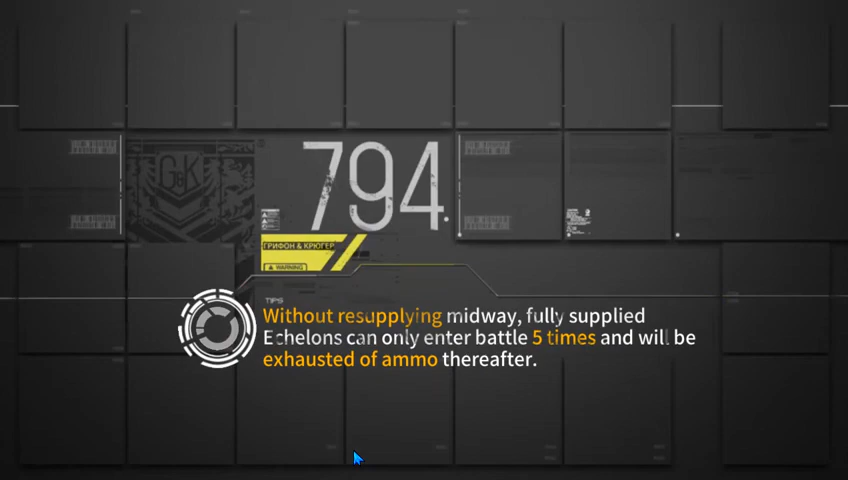 G&K
794.
ГРИФОН & КРЮГЕР
WARNING
TIPS
Without resupplying midway, fully supplied
Echelons can only enter battle 5 times and will be
exhausted of ammo thereafter.